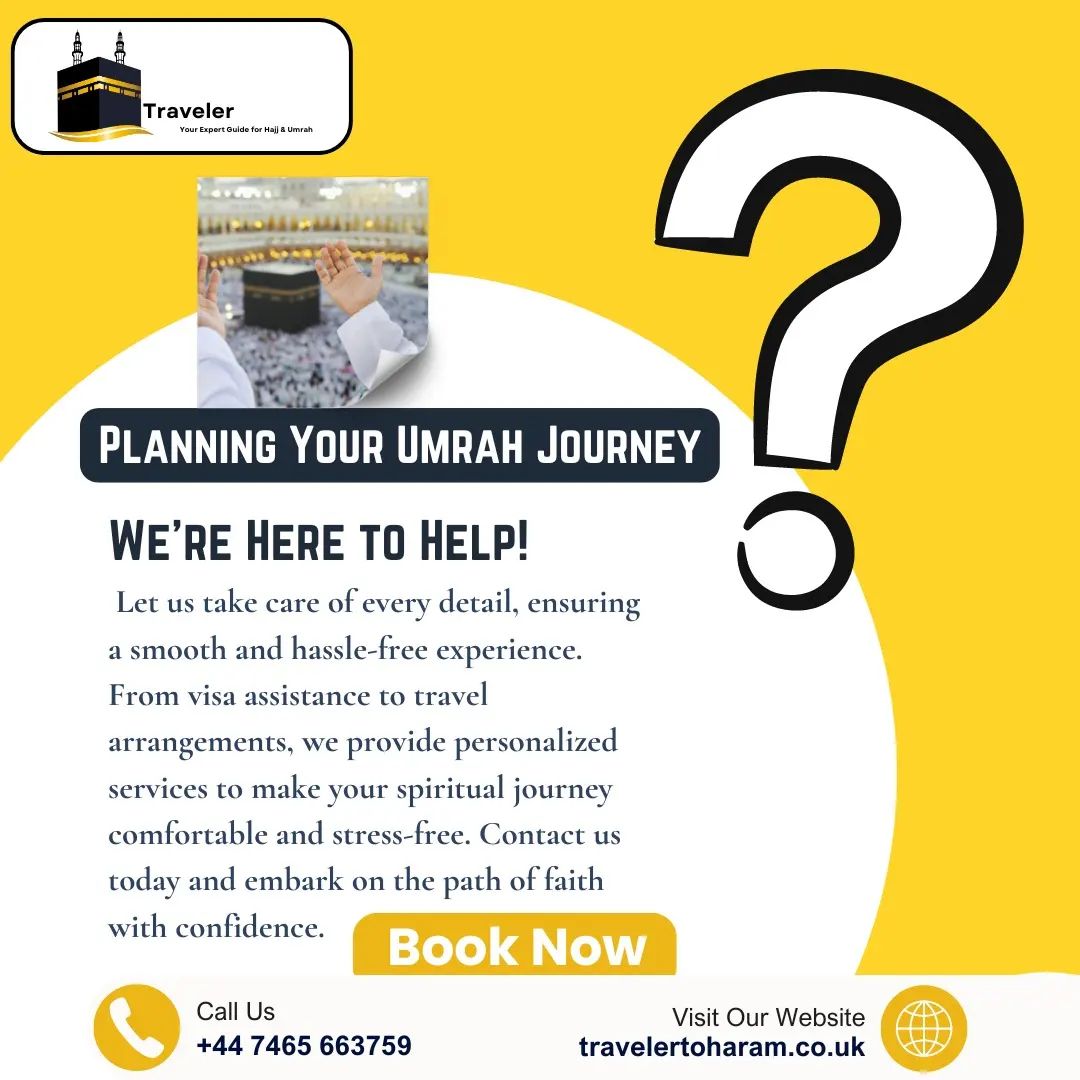 Traveler
Your Expert Guide for Hajj & Umrah
?
Planning Your Umrah Journey
We're Here to Help!
Let us take care of every detail, ensuring
a smooth and hassle-free experience.
From visa assistance to travel
arrangements, we provide personalized
services to make your spiritual journey
comfortable and stress-free. Contact us
today and embark on the path of faith
with confidence.
Book Now
Call Us
+44 7465 663759
Visit Our Website
travelertoharam.co.uk